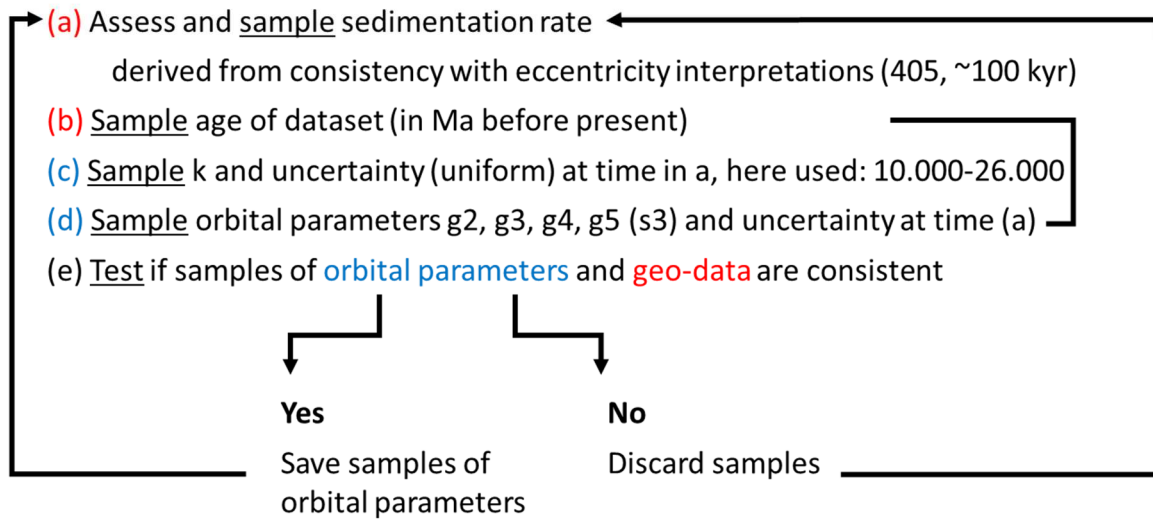 (a) Assess and sample sedimentation rate
derived from consistency with eccentricity interpretations (405, ~100 kyr)
(b) Sample age of dataset (in Ma before present)
(c) Sample k and uncertainty (uniform) at time in a, here used: 10.000-26.000
(d) Sample orbital parameters g2, g3, g4, g5 (s3) and uncertainty at time (a)
(e) Test if samples of orbital parameters and geo-data are consistent
Yes
Save samples of
orbital parameters
No
Discard samples